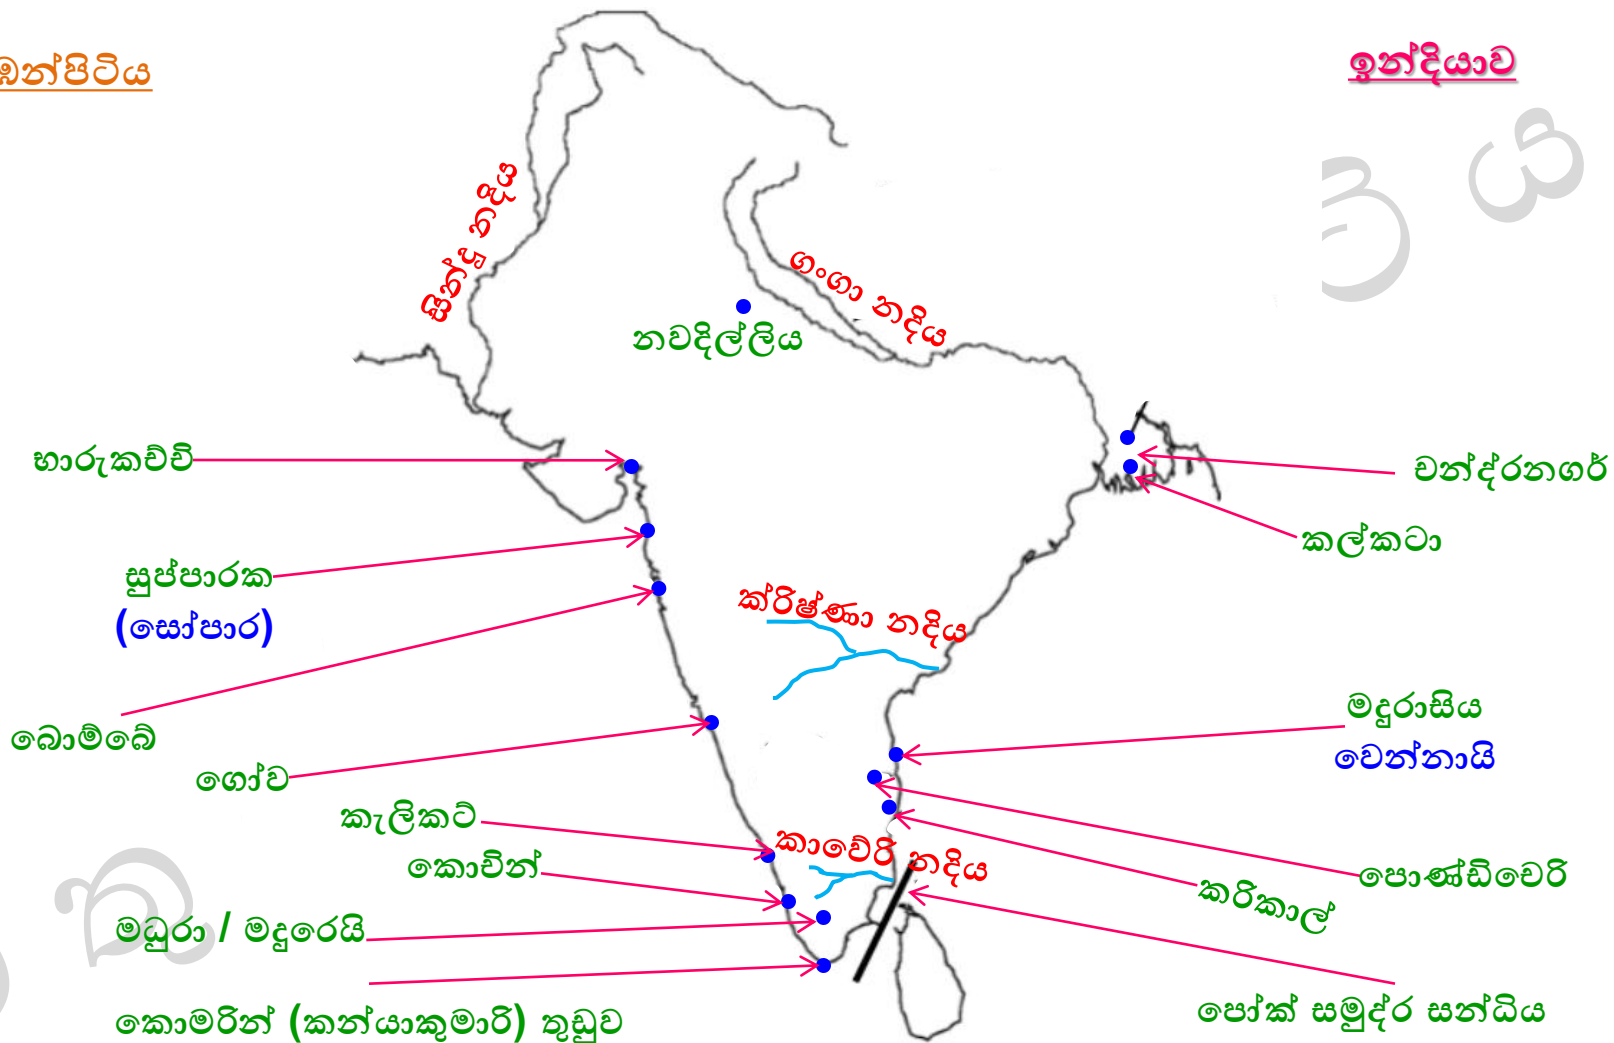 ඉන්දියාව
සින්දු නදිය
ගංගා නදිය
නවදිල්ලිය
භාරුකච්චි
චන්ද්රනගර්
කල්කටා
සුප්පාරක
(සෝපාර)
ක්රිෂ්ණා නදිය
බොම්බේ
ගෝව
මදුරාසිය
වෙන්නායි
කැලිකට්
කොචින්
කාවේරි නදිය
පොණ්ඩිචෙරි
කරිකාල්
මධුරා / මදුරෙයි
කොමරින් (කන්යාකුමාරි) තුඩුව
පෝක් සමුද්ර සන්ධිය